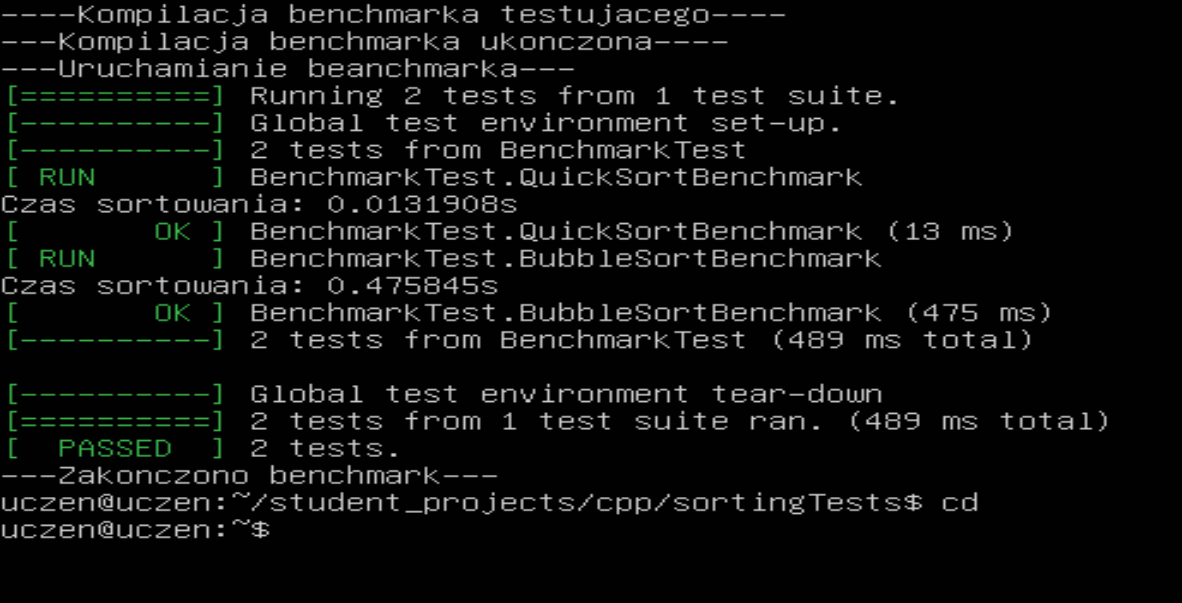 ----Kompilacja benchmarka testujacego----
---Kompilacja benchmarka ukonczona----
---Uruchamianie beanchmarka---
[==========] Running 2 tests from 1 test suite.
[----------] Global test environment set-up.
[----------] 2 tests from BenchmarkTest
[ RUN      ] BenchmarkTest.QuickSortBenchmark
Czas sortowania: 0.0131908s
[       OK ] BenchmarkTest.QuickSortBenchmark (13 ms)
[ RUN      ] BenchmarkTest.BubbleSortBenchmark
Czas sortowania: 0.475845s
[       OK ] BenchmarkTest.BubbleSortBenchmark (475 ms)
[----------] 2 tests from BenchmarkTest (489 ms total)
[----------] Global test environment tear-down
[==========] 2 tests from 1 test suite ran. (489 ms total)
[  PASSED  ] 2 tests.
---Zakonczono benchmark---
uczen@uczen:~/student_projects/cpp/sortingTests$ cd
uczen@uczen:~$